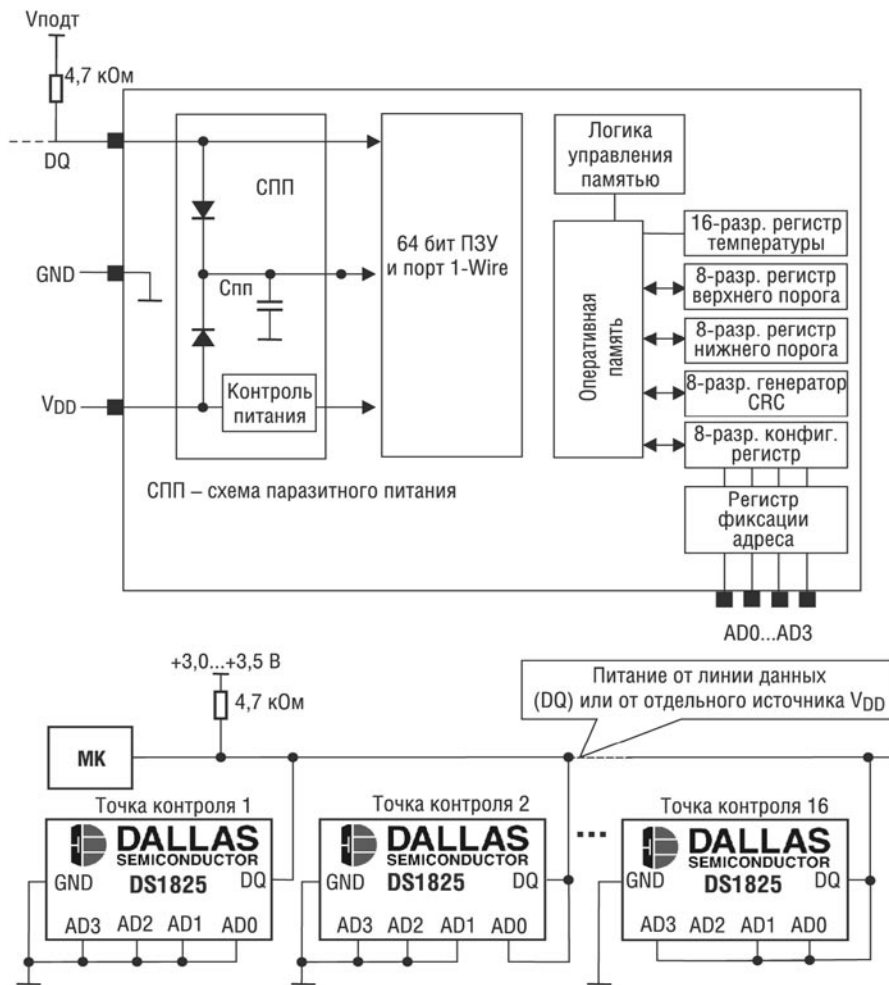 Vподт
4,7 кОм
DQ
GND
VDD
СПП
Спп
Контроль
питания
64 бит ПЗУ
и порт 1-Wire
СПП – схема паразитного питания
Логика
управления
памятью
Оперативная
память
16-разр. регистр
температуры
8-разр. регистр
верхнего порога
8-разр. регистр
нижнего порога
8-разр. генератор
CRC
8-разр. конфиг.
регистр
Регистр
фиксации
адреса
AD0...AD3
+3,0...+3,5 В
4,7 кОм
Питание от линии данных
(DQ) или от отдельного источника VDD
МК
Точка контроля 1
DALLAS
SEMICONDUCTOR
GND DS1825 DQ
AD3 AD2 AD1 AD0
Точка контроля 2
DALLAS
SEMICONDUCTOR
GND DS1825 DQ
AD3 AD2 AD1 AD0
...
Точка контроля 16
DALLAS
SEMICONDUCTOR
GND DS1825 DQ
AD3 AD2 AD1 AD0